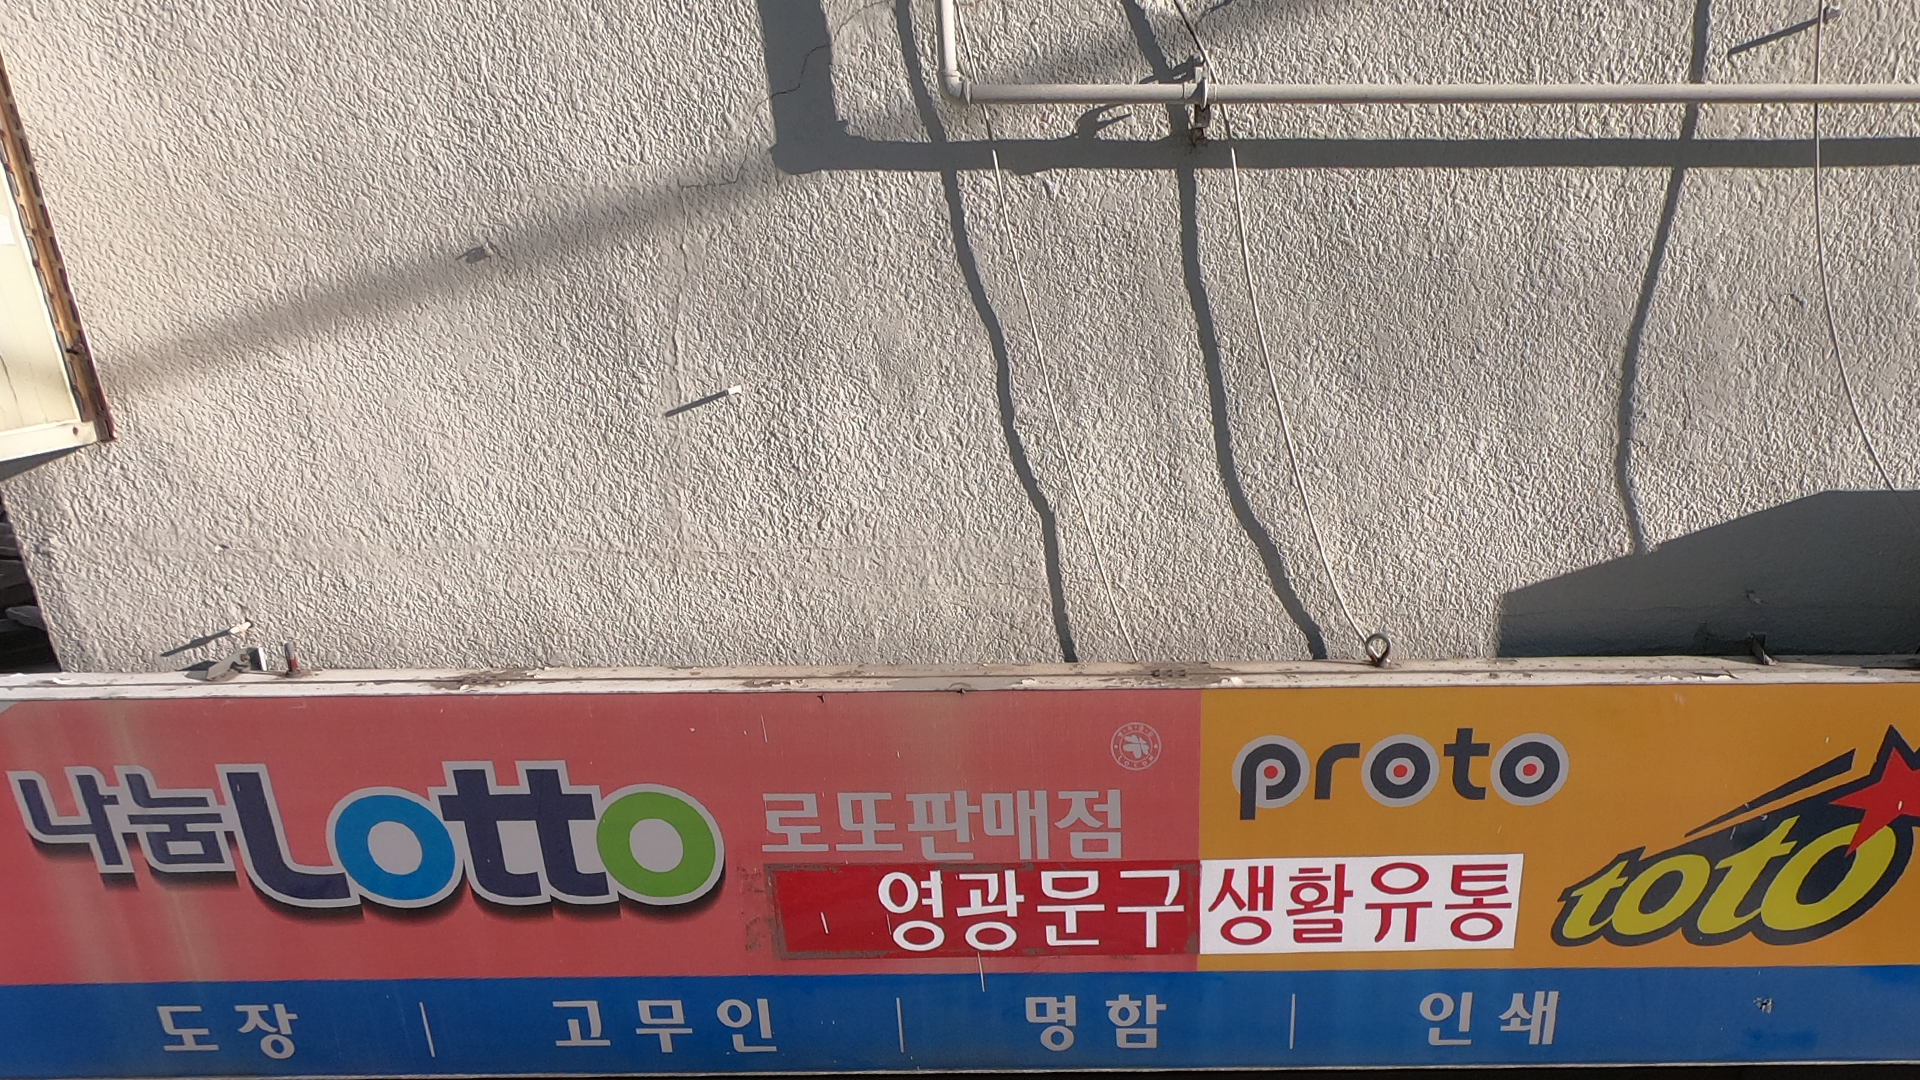 나눔Lotto
로또판매점
proto
toto
영광문구 생활유통
도장 | 고무인 | 명함 | 인쇄